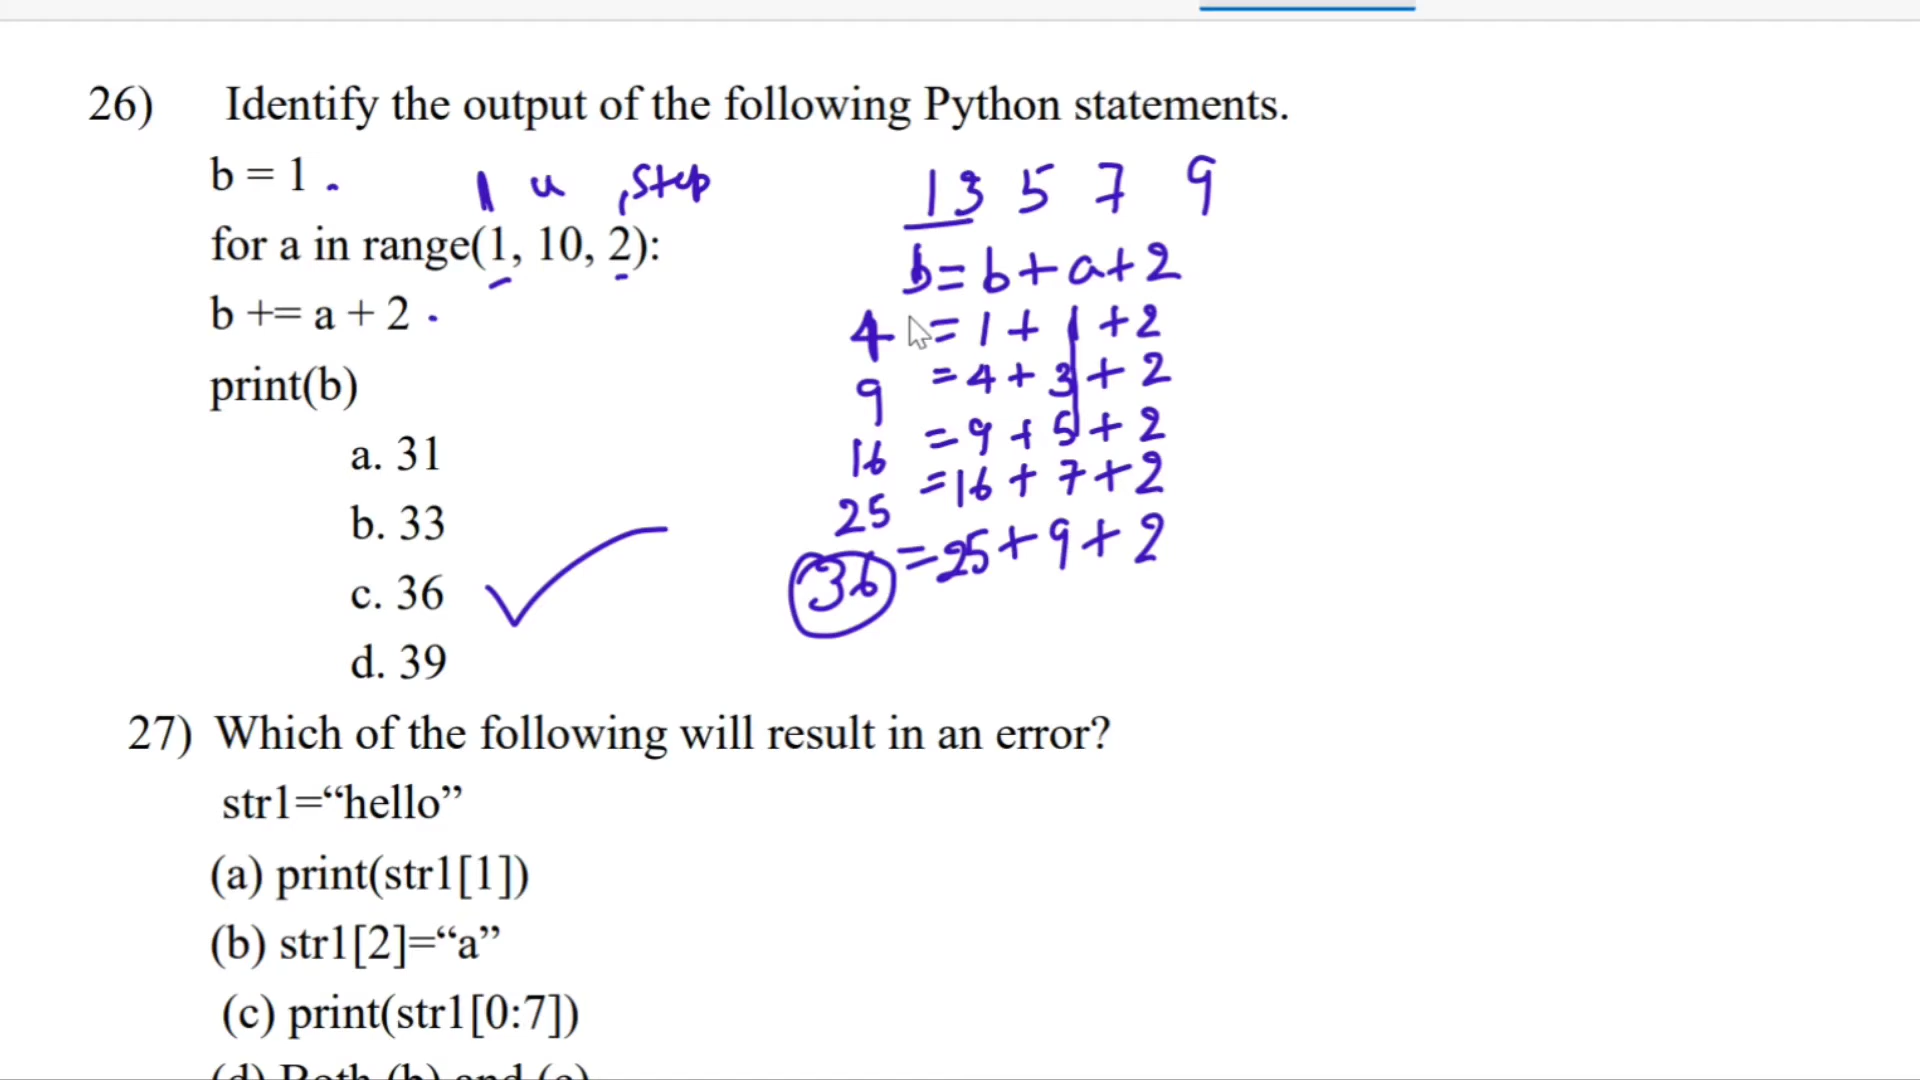 26) Identify the output of the following Python statements.
b = 1 .
1 u , step
1 3 5 7 9
for a in range(1, 10, 2):
b = b + a + 2
b += a + 2 .
4 = 1 + 1 + 2
print(b)
9 = 4 + 3 + 2
a. 31
16 = 9 + 5 + 2
b. 33
25 = 16 + 7 + 2
c. 36
36 = 25 + 9 + 2
d. 39
27) Which of the following will result in an error?
str1=“hello”
(a) print(str1[1])
(b) str1[2]=“a”
(c) print(str1[0:7])
(d) Both (b) and (c)